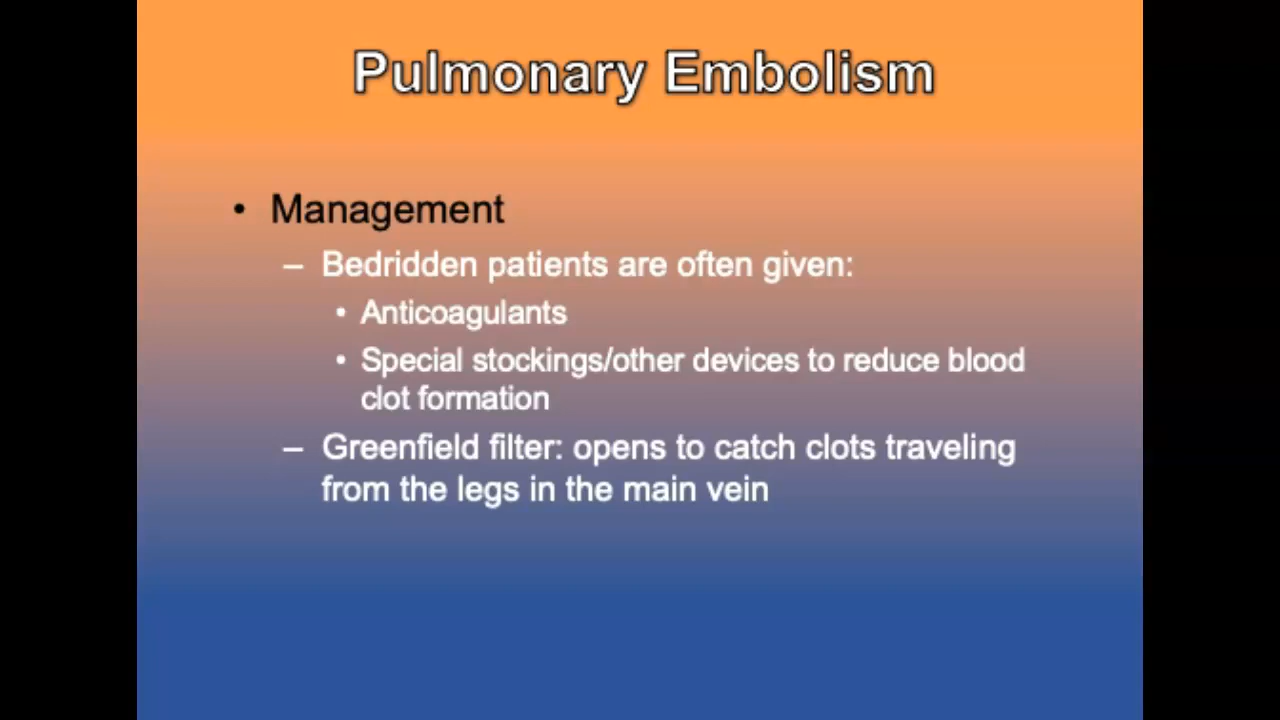 Pulmonary Embolism
• Management
– Bedridden patients are often given:
• Anticoagulants
• Special stockings/other devices to reduce blood
clot formation
– Greenfield filter: opens to catch clots traveling
from the legs in the main vein